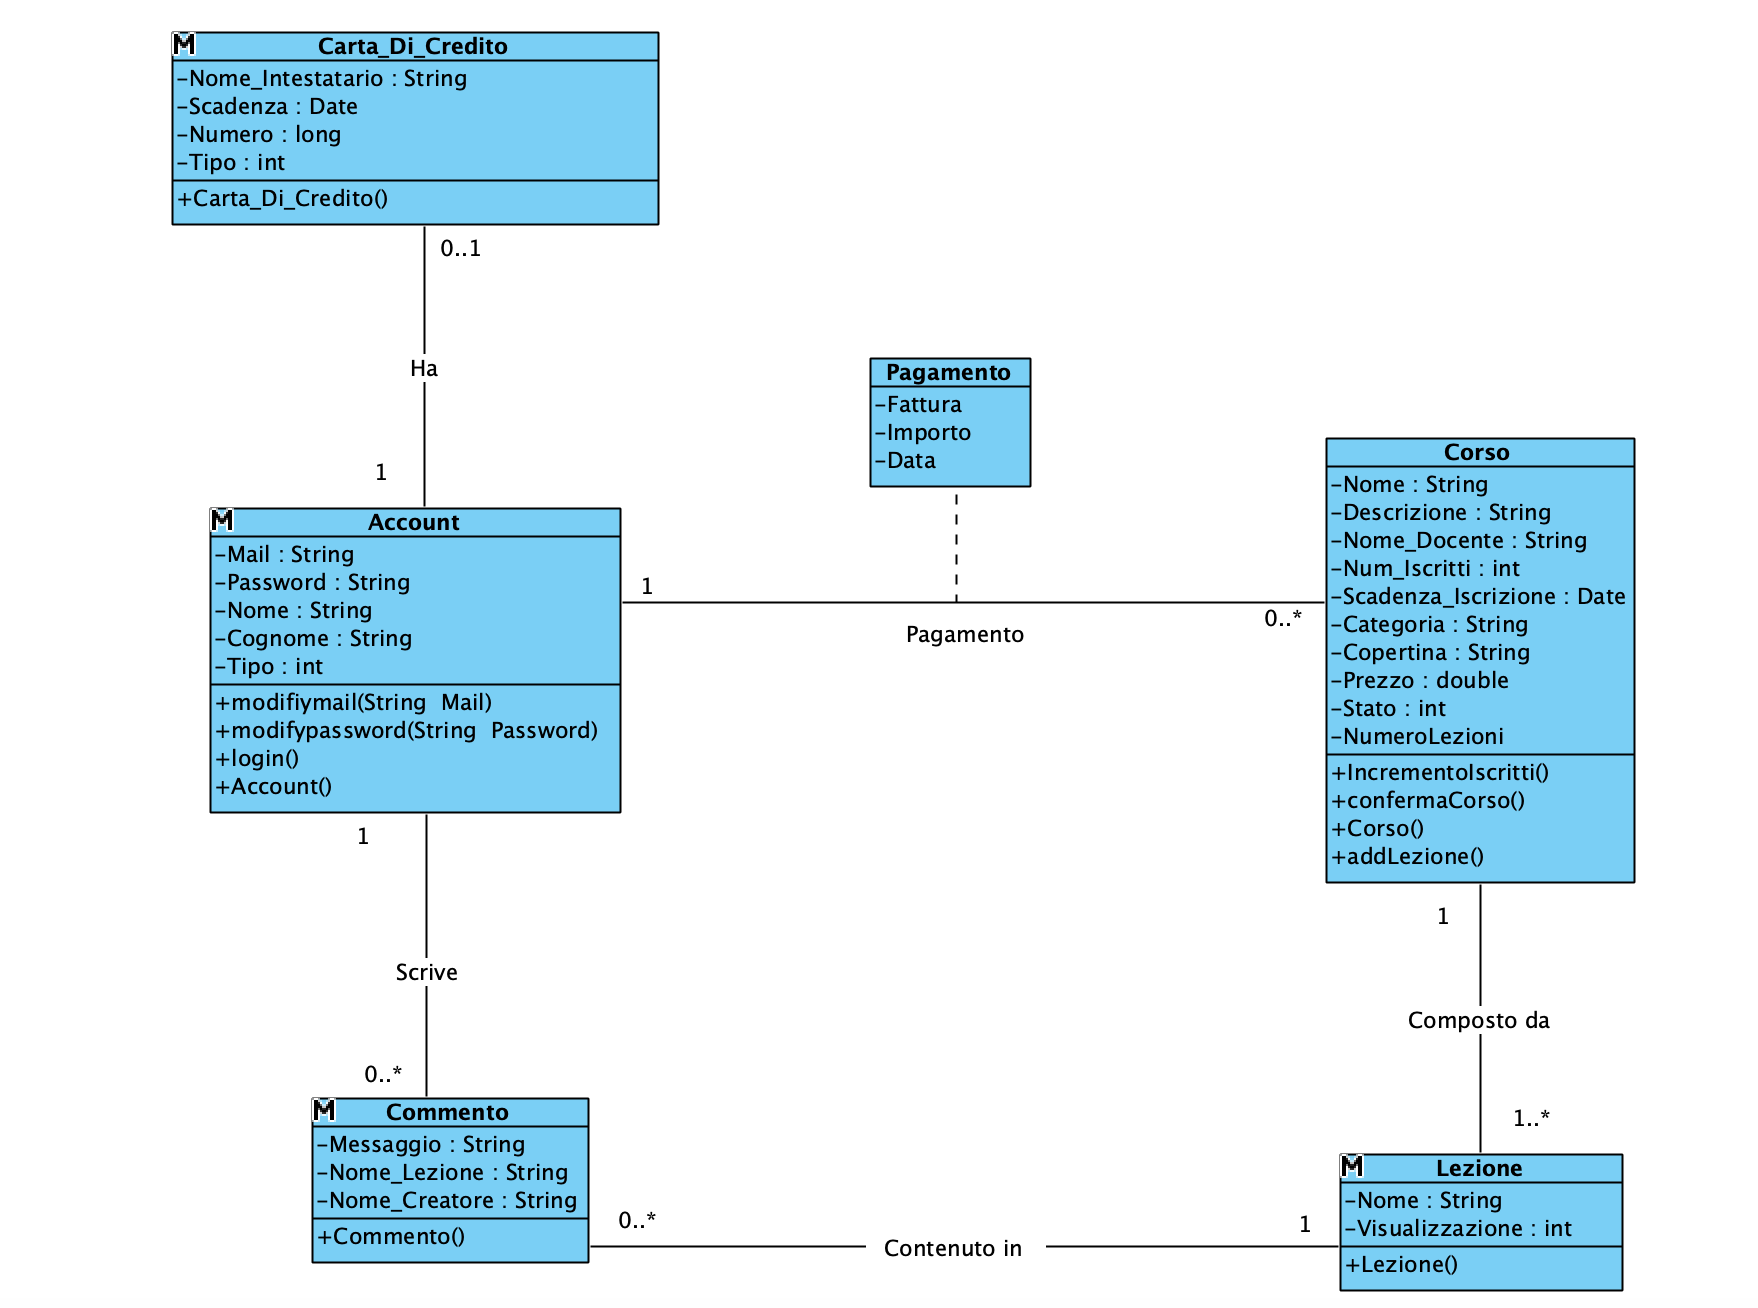 M Carta_Di_Credito
-Nome_Intestatario : String
-Scadenza : Date
-Numero : long
-Tipo : int
+Carta_Di_Credito()
0..1
Ha
1
Pagamento
-Fattura
-Importo
-Data
M Account
-Mail : String
-Password : String
-Nome : String
-Cognome : String
-Tipo : int
+modifiymail(String Mail)
+modifypassword(String Password)
+login()
+Account()
1
Pagamento
0..*
Corso
-Nome : String
-Descrizione : String
-Nome_Docente : String
-Num_Iscritti : int
-Scadenza_Iscrizione : Date
-Categoria : String
-Copertina : String
-Prezzo : double
-Stato : int
-NumeroLezioni
+IncrementoIscritti()
+confermaCorso()
+Corso()
+addLezione()
1
Scrive
0..*
1
Composto da
1..*
M Commento
-Messaggio : String
-Nome_Lezione : String
-Nome_Creatore : String
+Commento()
0..*
Contenuto in
1
M Lezione
-Nome : String
-Visualizzazione : int
+Lezione()